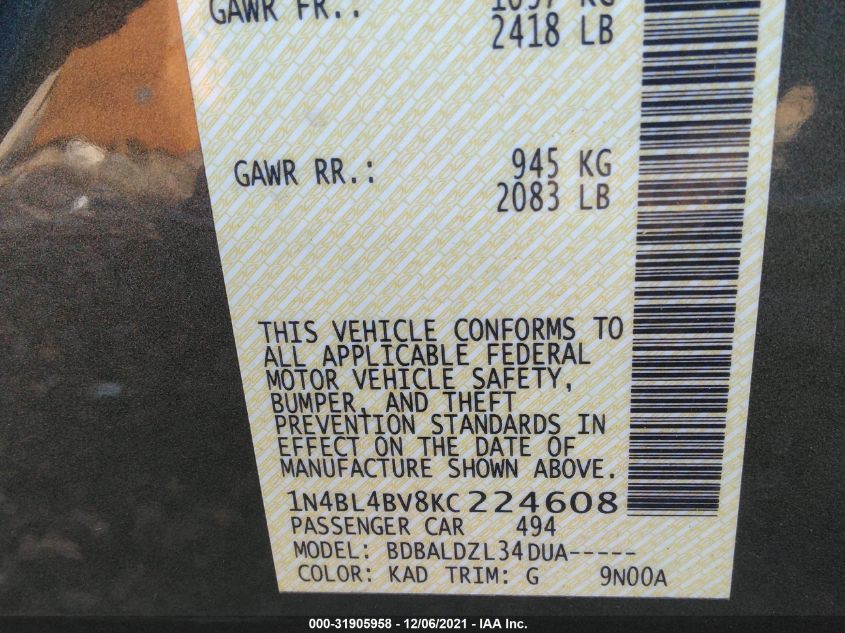 GAWR FR.: 1097 KG
2418 LB
GAWR RR.: 945 KG
2083 LB
THIS VEHICLE CONFORMS TO
ALL APPLICABLE FEDERAL
MOTOR VEHICLE SAFETY,
BUMPER, AND THEFT
PREVENTION STANDARDS IN
EFFECT ON THE DATE OF
MANUFACTURE SHOWN ABOVE.
1N4BL4BV8KC224608
PASSENGER CAR 494
MODEL: BDBALDZL34DUA-----
COLOR: KAD TRIM: G 9N00A
000-31905958 - 12/06/2021 - IAA Inc.